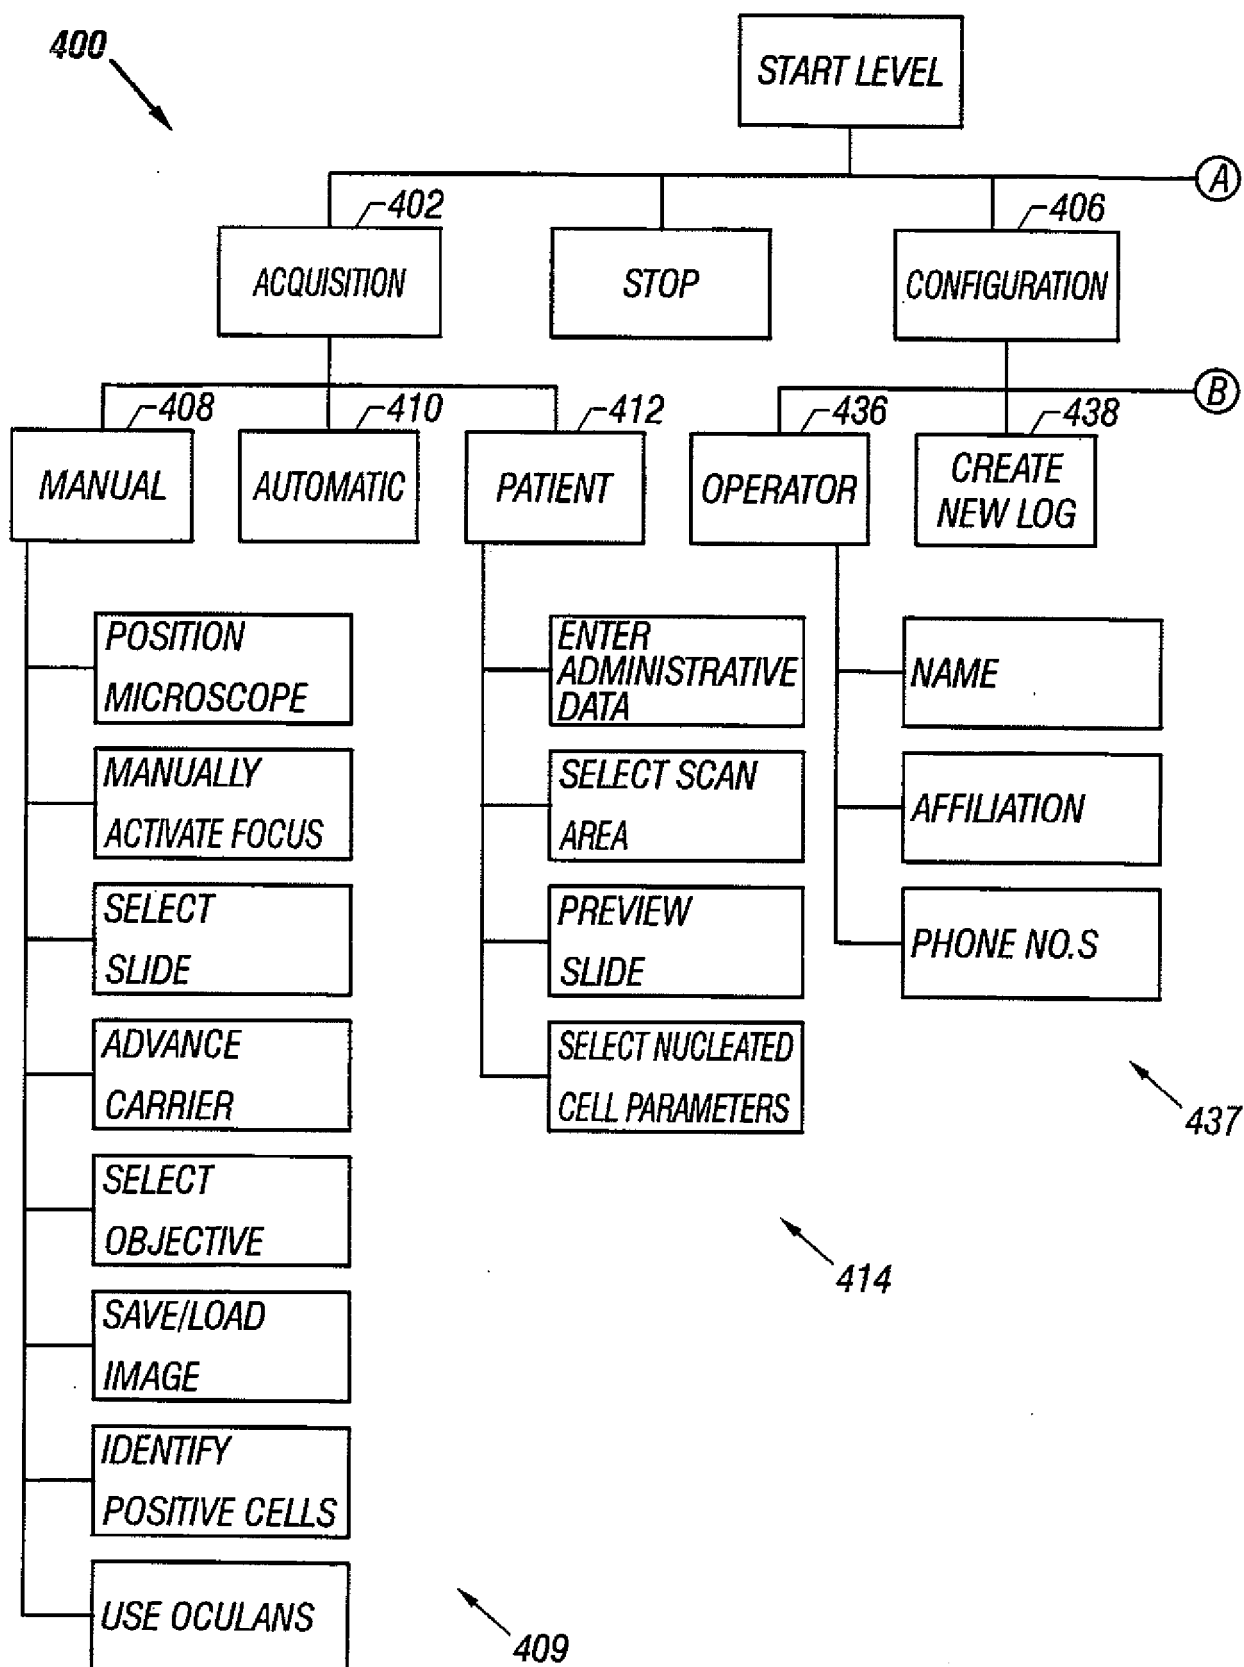 400
START LEVEL
A
402
406
ACQUISITION
STOP
CONFIGURATION
B
408
410
412
436
438
MANUAL
AUTOMATIC
PATIENT
OPERATOR
CREATE
NEW LOG
POSITION
MICROSCOPE
MANUALLY
ACTIVATE FOCUS
SELECT
SLIDE
ADVANCE
CARRIER
SELECT
OBJECTIVE
SAVE/LOAD
IMAGE
IDENTIFY
POSITIVE CELLS
USE OCULANS
409
ENTER
ADMINISTRATIVE
DATA
SELECT SCAN
AREA
PREVIEW
SLIDE
SELECT NUCLEATED
CELL PARAMETERS
414
NAME
AFFILIATION
PHONE NO.S
437